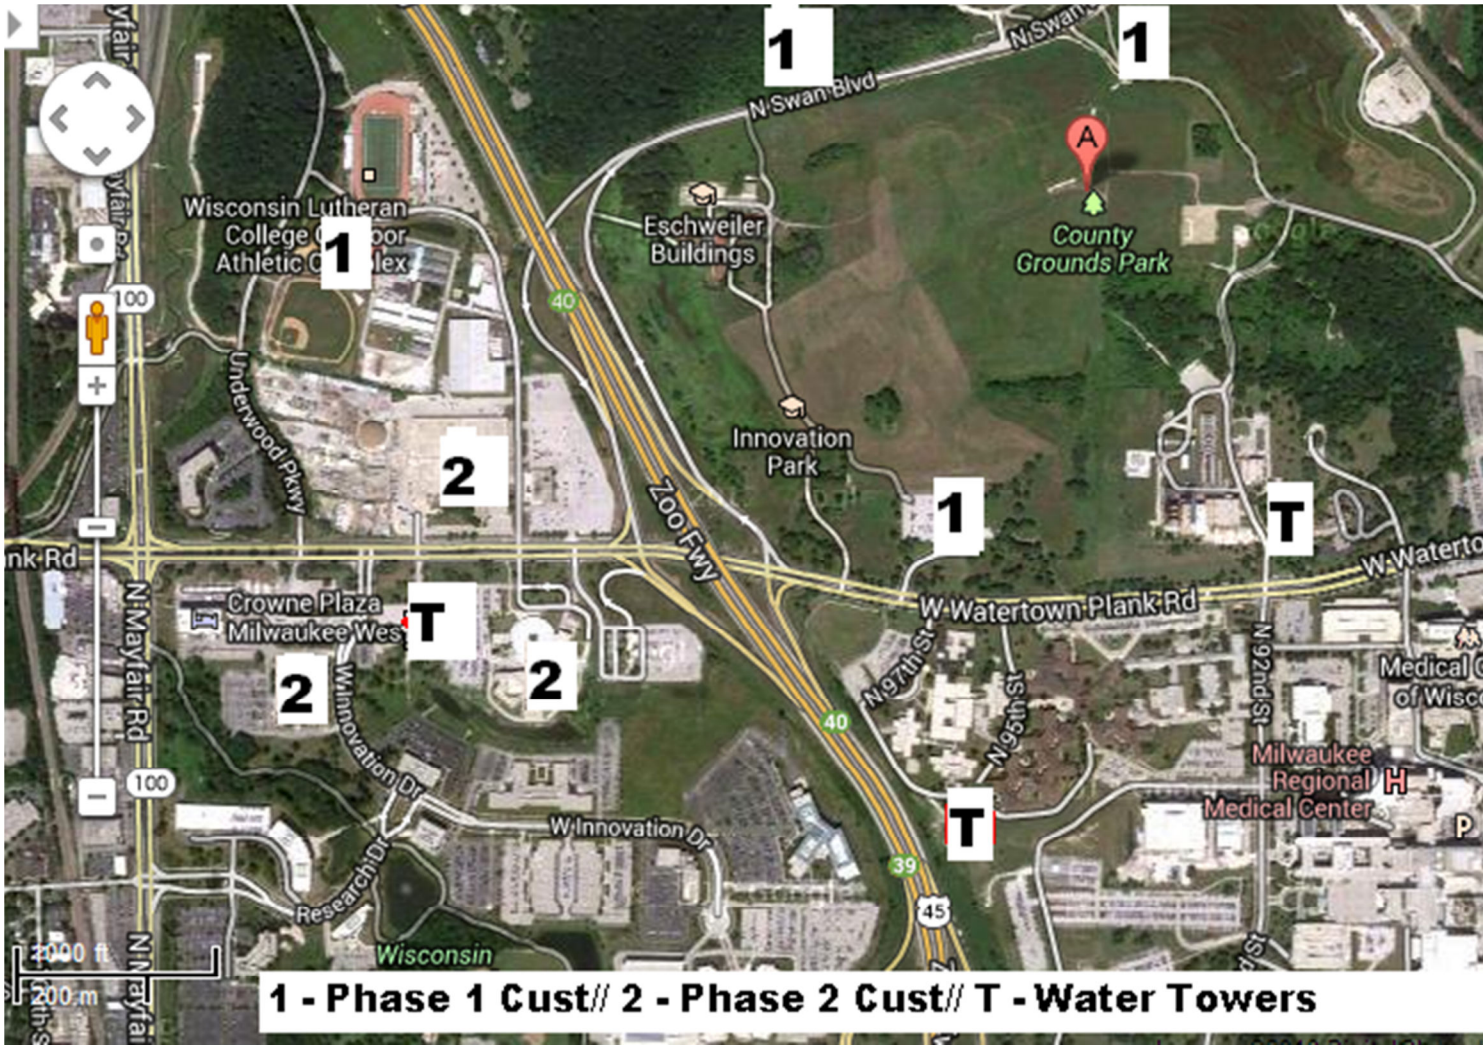 1
1
N Swan Blvd
N Swan
A
Wisconsin Lutheran
College
Athletic
1
Eschweiler
Buildings
County
Grounds Park
40
100
Underwood Pkwy
Innovation
Park
2
1
T
Zoo Fwy
ank Rd
W Waterto
W Watertown Plank Rd
Crowne Plaza
Milwaukee Wes
T
N Mayfair Rd
N 97th St
N 95th St
N 92nd St
2
2
Medical C
of Wisc
W Innovation Dr
40
Milwaukee
Regional
Medical Center
H
100
W Innovation Dr
T
P
39
Research Dr
45
Wisconsin
2000 ft
200 m
N Mayfai
1 - Phase 1 Cust// 2 - Phase 2 Cust// T - Water Towers